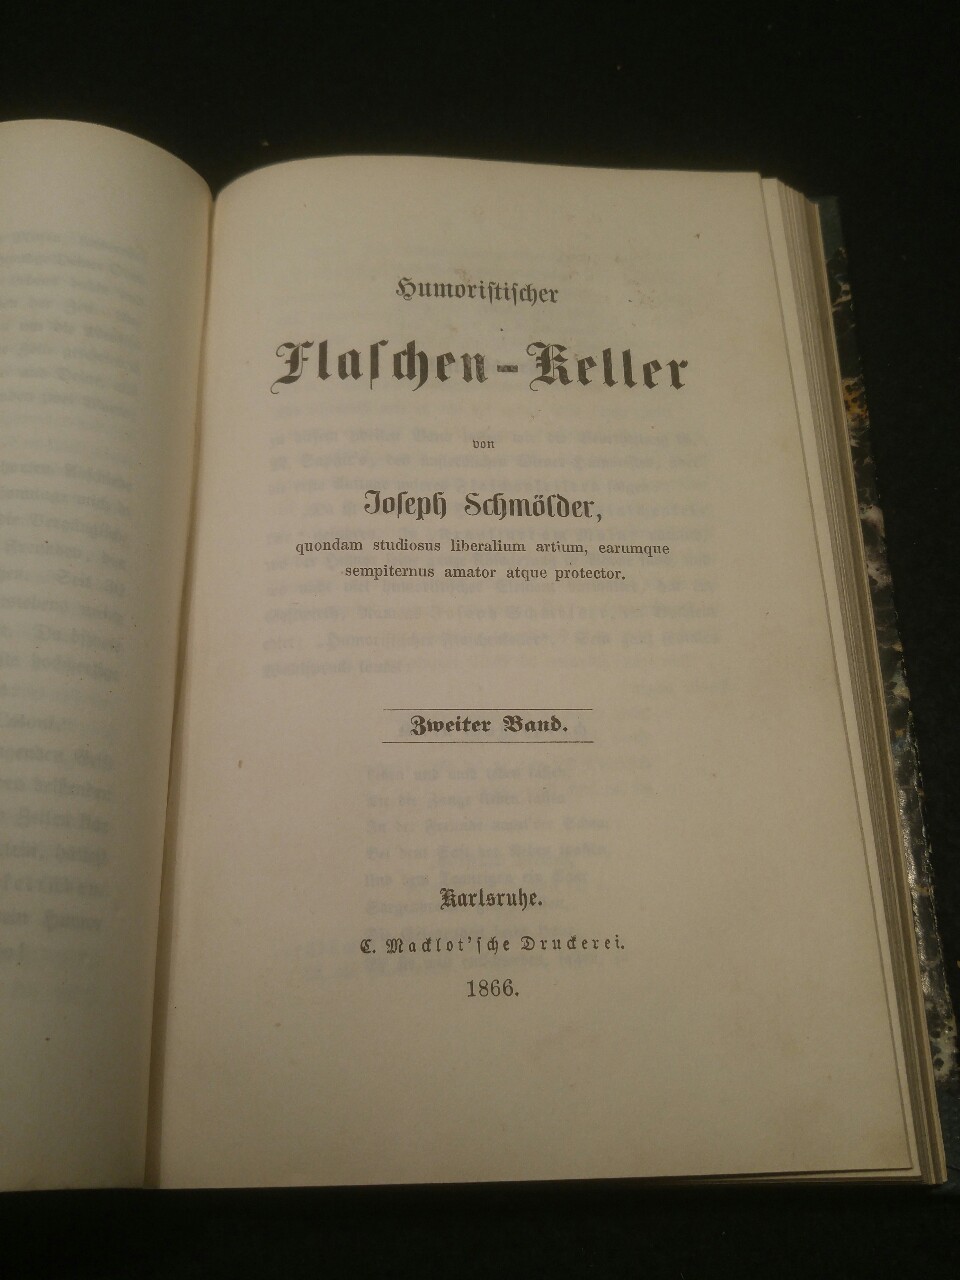 Humoristischer
Flaschen-Keller
von
Joseph Schmölder,
quondam studiosus liberalium artium, earumque
sempiternus amator atque protector.
Zweiter Band.
Karlsruhe.
C. Macklot'sche Druckerei.
1866.